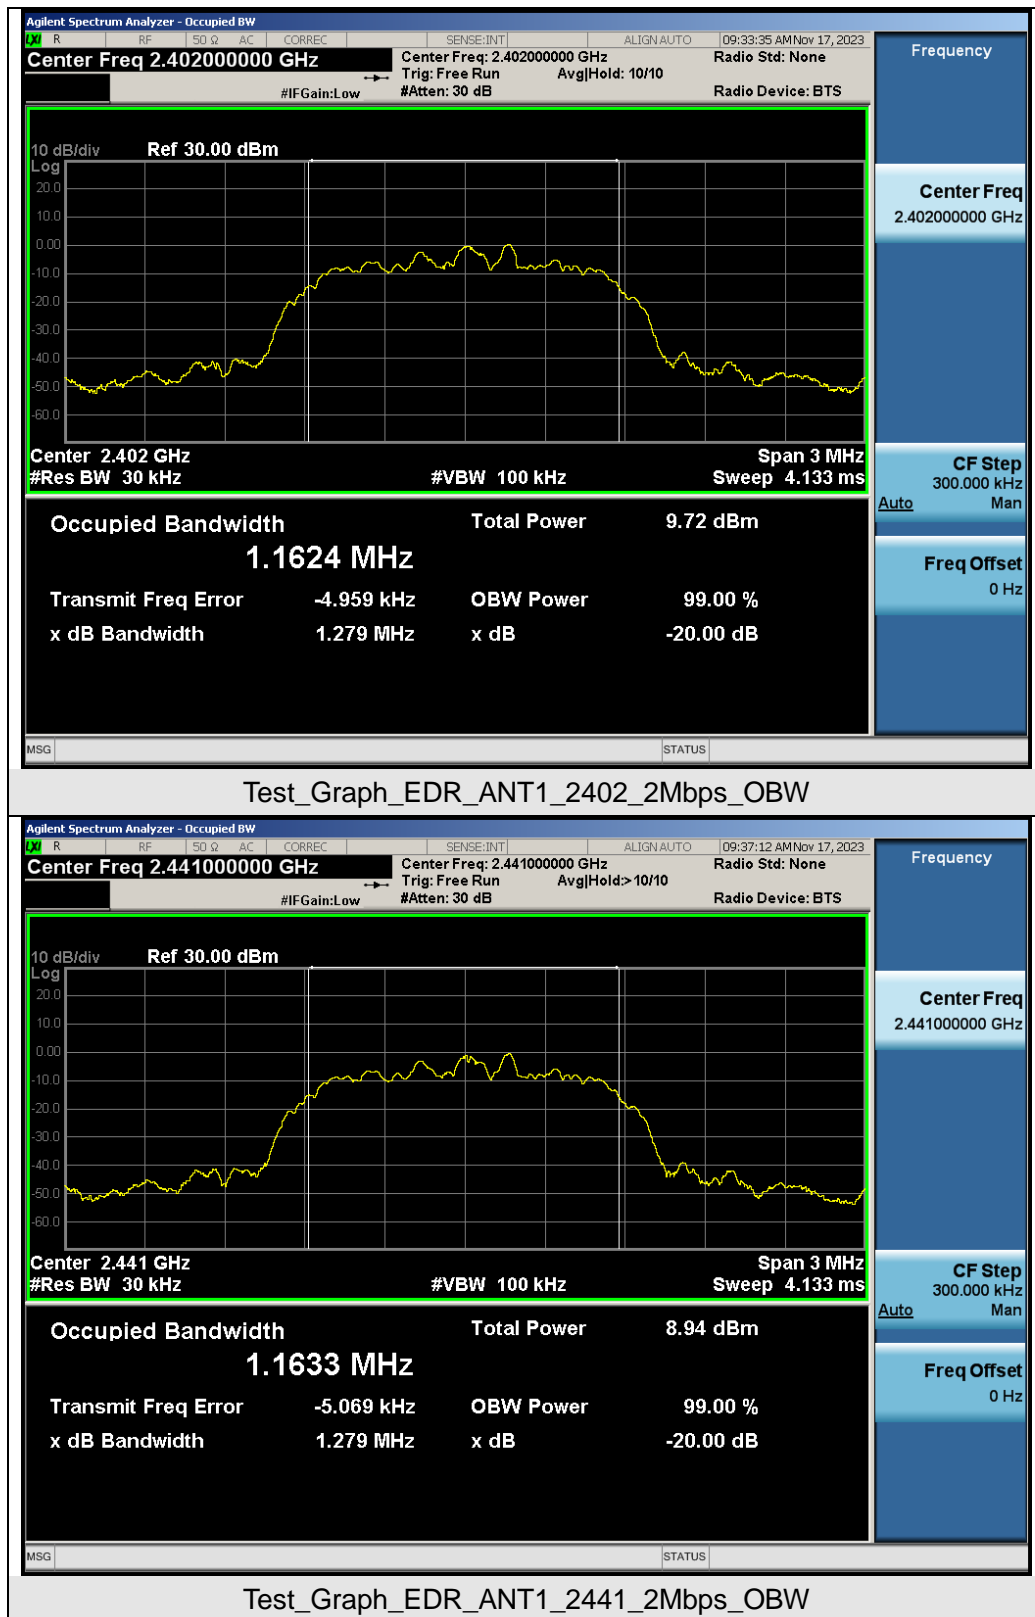 Agilent Spectrum Analyzer - Occupied BW
LXI R RF 50 Ω AC CORREC SENSE:INT ALIGN AUTO 09:33:35 AM Nov 17, 2023
Center Freq 2.402000000 GHz Center Freq: 2.402000000 GHz Radio Std: None
Trig: Free Run Avg|Hold: 10/10
#IFGain:Low #Atten: 30 dB Radio Device: BTS
Frequency
10 dB/div Ref 30.00 dBm
Log
20.0
10.0
0.00
-10.0
-20.0
-30.0
-40.0
-50.0
-60.0
Center 2.402 GHz Span 3 MHz
#Res BW 30 kHz #VBW 100 kHz Sweep 4.133 ms
Occupied Bandwidth Total Power 9.72 dBm
1.1624 MHz
Transmit Freq Error -4.959 kHz OBW Power 99.00 %
x dB Bandwidth 1.279 MHz x dB -20.00 dB
Center Freq
2.402000000 GHz
CF Step
300.000 kHz
Auto Man
Freq Offset
0 Hz
MSG STATUS
Test_Graph_EDR_ANT1_2402_2Mbps_OBW
Agilent Spectrum Analyzer - Occupied BW
LXI R RF 50 Ω AC CORREC SENSE:INT ALIGN AUTO 09:37:12 AM Nov 17, 2023
Center Freq 2.441000000 GHz Center Freq: 2.441000000 GHz Radio Std: None
Trig: Free Run Avg|Hold:>10/10
#IFGain:Low #Atten: 30 dB Radio Device: BTS
Frequency
10 dB/div Ref 30.00 dBm
Log
20.0
10.0
0.00
-10.0
-20.0
-30.0
-40.0
-50.0
-60.0
Center 2.441 GHz Span 3 MHz
#Res BW 30 kHz #VBW 100 kHz Sweep 4.133 ms
Occupied Bandwidth Total Power 8.94 dBm
1.1633 MHz
Transmit Freq Error -5.069 kHz OBW Power 99.00 %
x dB Bandwidth 1.279 MHz x dB -20.00 dB
Center Freq
2.441000000 GHz
CF Step
300.000 kHz
Auto Man
Freq Offset
0 Hz
MSG STATUS
Test_Graph_EDR_ANT1_2441_2Mbps_OBW